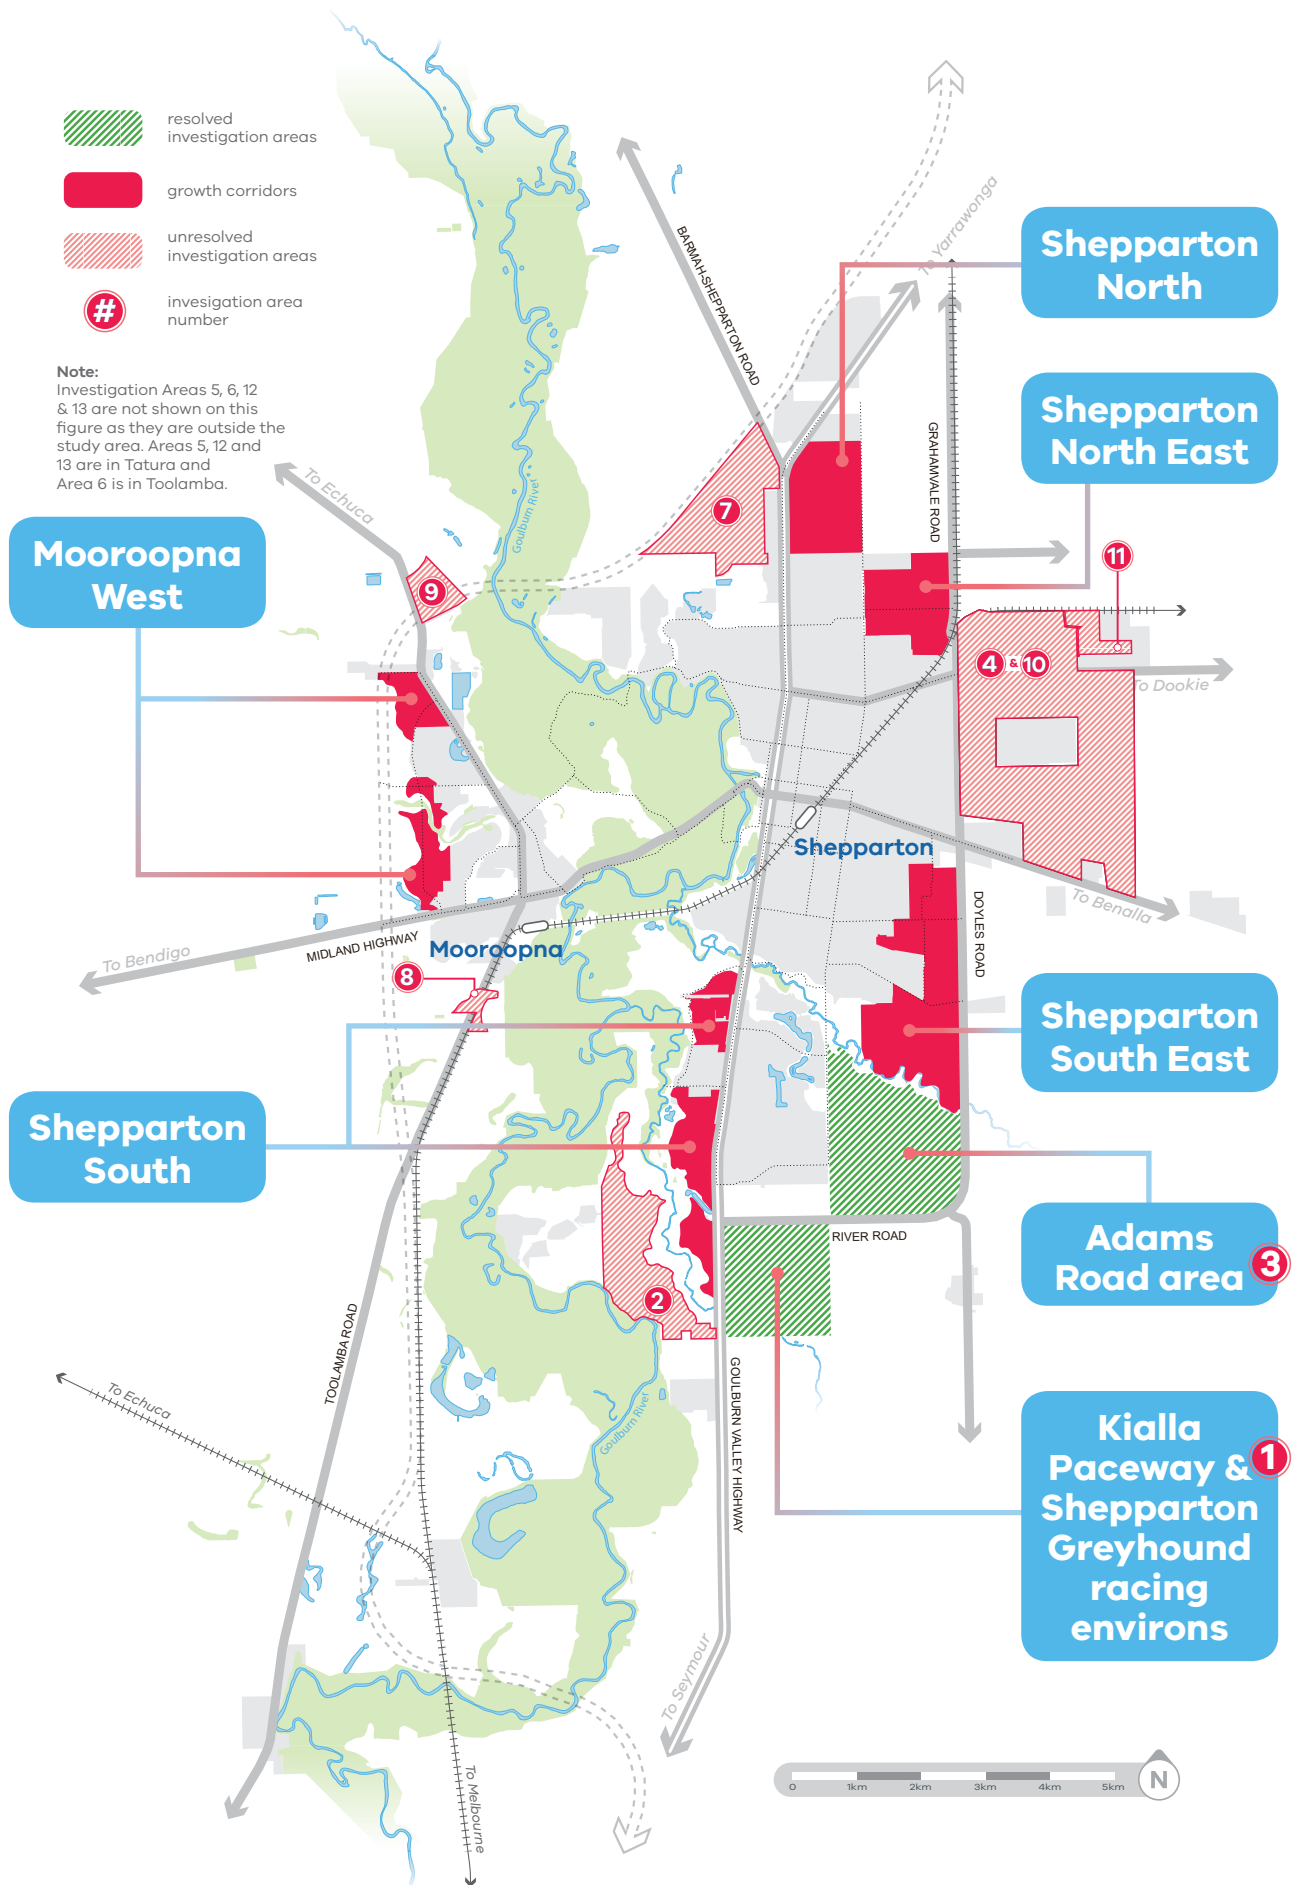 resolved
investigation areas
growth corridors
unresolved
investigation areas
#
invesigation area
number
Note:
Investigation Areas 5, 6, 12
& 13 are not shown on this
figure as they are outside the
study area. Areas 5, 12 and
13 are in Tatura and
Area 6 is in Toolamba.
To Echuca
Mooroopna
West
9
Goulburn River
BARMAH-SHEPPARTON ROAD
To Yarrawonga
Shepparton
North
Shepparton
North East
GRAHAMVALE ROAD
7
11
4 & 10
To Dookie
Shepparton
To Benalla
DOYLES ROAD
To Bendigo
MIDLAND HIGHWAY
Mooroopna
8
Shepparton
South East
Shepparton
South
Adams
Road area
3
RIVER ROAD
2
TOOLAMBA ROAD
To Echuca
Goulburn River
GOULBURN VALLEY HIGHWAY
Kialla
Paceway &
1
Shepparton
Greyhound
racing
environs
To Seymour
To Melbourne
0 1km 2km 3km 4km 5km
N